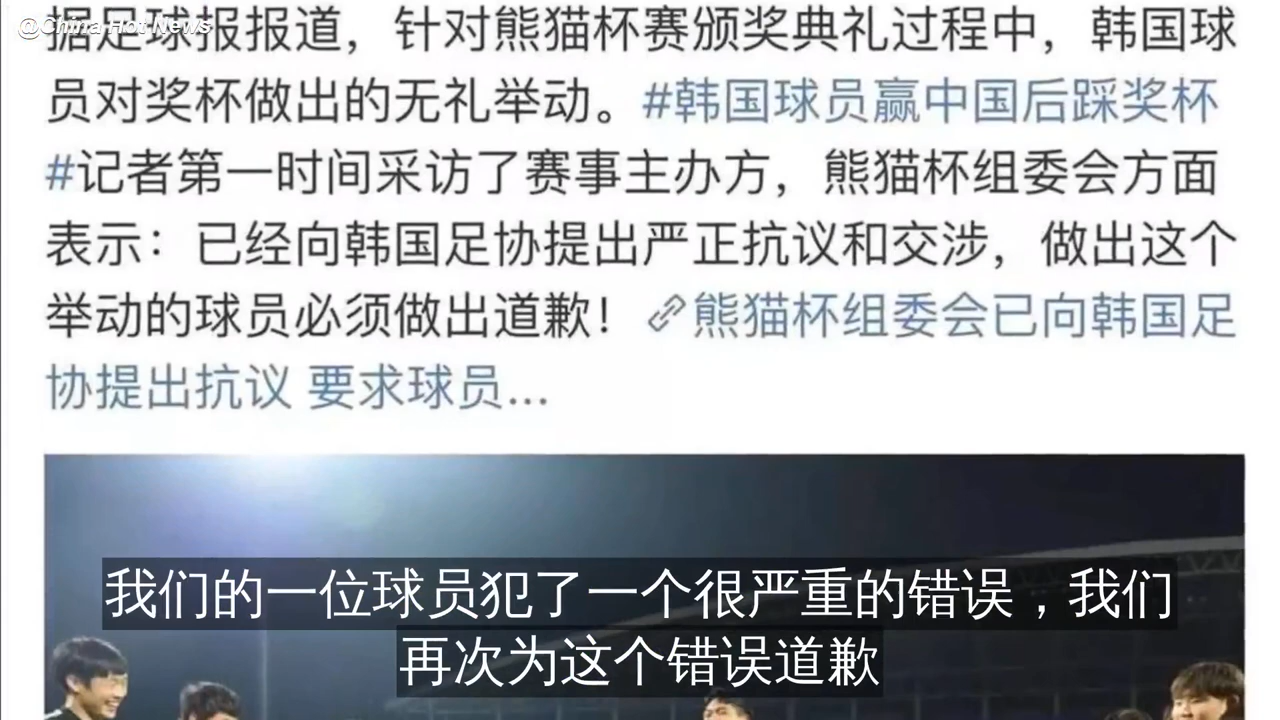 @China Hot News
据足球报报道，针对熊猫杯赛颁奖典礼过程中，韩国球
员对奖杯做出的无礼举动。#韩国球员赢中国后踩奖杯
#记者第一时间采访了赛事主办方，熊猫杯组委会方面
表示：已经向韩国足协提出严正抗议和交涉，做出这个
举动的球员必须做出道歉！熊猫杯组委会已向韩国足
协提出抗议 要求球员...
我们的一位球员犯了一个很严重的错误，我们
再次为这个错误道歉